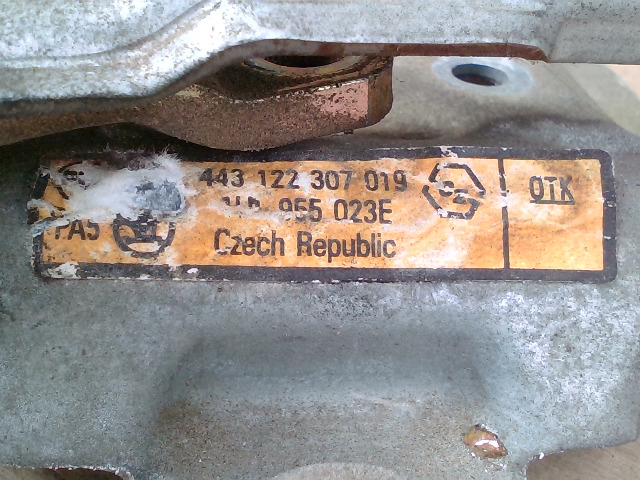 443 122 307 019
955 023E
PAS
Czech Republic
OTK